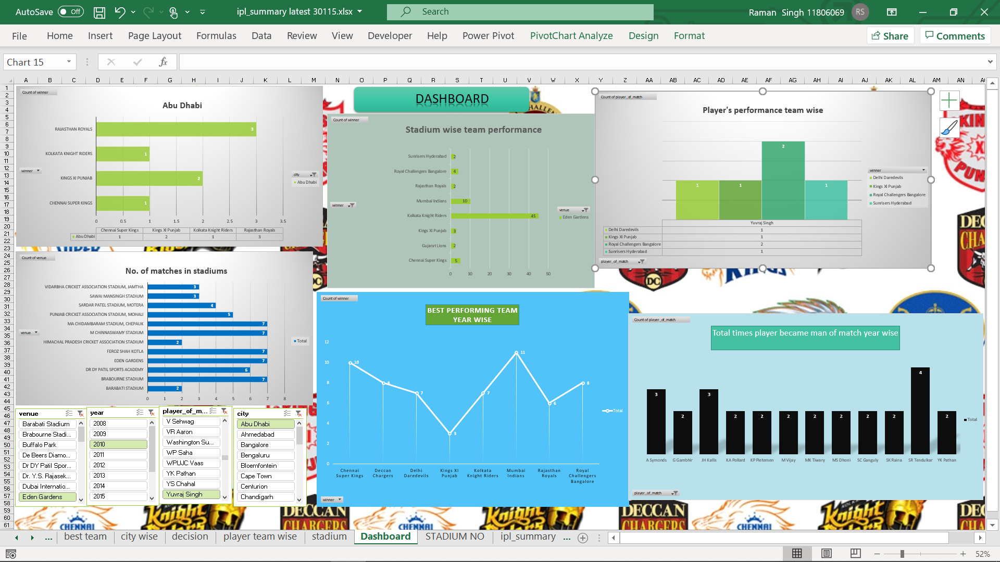 AutoSave Off ipl_summary latest 30115.xlsx Search Raman Singh 11806069 RS
File Home Insert Page Layout Formulas Data Review View Developer Help Power Pivot PivotChart Analyze Design Format Share Comments
Chart 15 fx
A B C D E F G H I J K L M N O P Q R S T U V W X Y Z AA AB AC AD AE AF AG AH AI AJ AK AL AM AN
1
2
3
4
5
6
7
8
9
10
11
12
13
14
15
16
17
18
19
20
21
22
23
24
25
26
27
28
29
30
31
32
33
34
35
36
37
38
39
40
41
42
43
44
45
46
47
48
49
50
51
52
53
54
55
56
57
58
59
60
61
Count of winner
Abu Dhabi
RAJASTHAN ROYALS 3
KOLKATA KNIGHT RIDERS 1
KINGS XI PUNJAB 2
CHENNAI SUPER KINGS 1
winner
city
Abu Dhabi
0 0.5 1 1.5 2 2.5 3 3.5
Chennai Super Kings Kings XI Punjab Kolkata Knight Riders Rajasthan Royals
Abu Dhabi 1 2 1 3
DASHBOARD
Count of winner
Stadium wise team performance
Sunrisers Hyderabad 2
Royal Challengers Bangalore 4
Rajasthan Royals 2
Mumbai Indians 10
Kolkata Knight Riders 45
Kings XI Punjab 3
Gujarat Lions 2
Chennai Super Kings 5
winner
venue
Eden Gardens
0 10 20 30 40 50
Count of player_of_match
Player's performance team wise
1 1 2 1
winner
Delhi Daredevils
Kings XI Punjab
Royal Challengers Bangalore
Sunrisers Hyderabad
Yuvraj Singh
Delhi Daredevils 1
Kings XI Punjab 1
Royal Challengers Bangalore 2
Sunrisers Hyderabad 1
player_of_match
Count of venue
No. of matches in stadiums
VIDARBHA CRICKET ASSOCIATION STADIUM, JAMTHA 3
SAWAI MANSINGH STADIUM 3
SARDAR PATEL STADIUM, MOTERA 4
PUNJAB CRICKET ASSOCIATION STADIUM, MOHALI 5
MA CHIDAMBARAM STADIUM, CHEPAUK 7
M CHINNASWAMY STADIUM 7
HIMACHAL PRADESH CRICKET ASSOCIATION STADIUM 2
FEROZ SHAH KOTLA 7
EDEN GARDENS 7
DR DY PATIL SPORTS ACADEMY 6
BRABOURNE STADIUM 7
BARABATI STADIUM 2
venue
Total
0 1 2 3 4 5 6 7 8
Count of winner
BEST PERFORMING TEAM
YEAR WISE
12
10
8
6
4
2
0
10 8 7 3 7 11 6 8
Total
Chennai Super Kings
Deccan Chargers
Delhi Daredevils
Kings XI Punjab
Kolkata Knight Riders
Mumbai Indians
Rajasthan Royals
Royal Challengers Bangalore
winner
Count of player_of_match
Total times player became man of match year wise
3 2 3 2 2 2 2 2 2 2 4 2
Total
A Symonds G Gambhir JH Kallis KA Pollard KP Pietersen M Vijay MK Tiwary MS Dhoni SC Ganguly SK Raina SR Tendulkar YK Pathan
player_of_match
venue
Barabati Stadium
Brabourne Stadi...
Buffalo Park
De Beers Diamo...
Dr DY Patil Spor...
Dr. Y.S. Rajasek...
Dubai Internatio...
Eden Gardens
year
2008
2009
2010
2011
2012
2013
2014
2015
player_of_m...
V Sehwag
VR Aaron
Washington Su...
WP Saha
WPUJC Vaas
YK Pathan
YS Chahal
Yuvraj Singh
city
Abu Dhabi
Ahmedabad
Bangalore
Bengaluru
Bloemfontein
Cape Town
Centurion
Chandigarh
CHENNAI Knight DECCAN CHARGERS CHENNAI Knight DECCAN CHARGERS CHENNAI Knight
... best team city wise decision player team wise stadium Dashboard STADIUM NO ipl_summary ...
52%